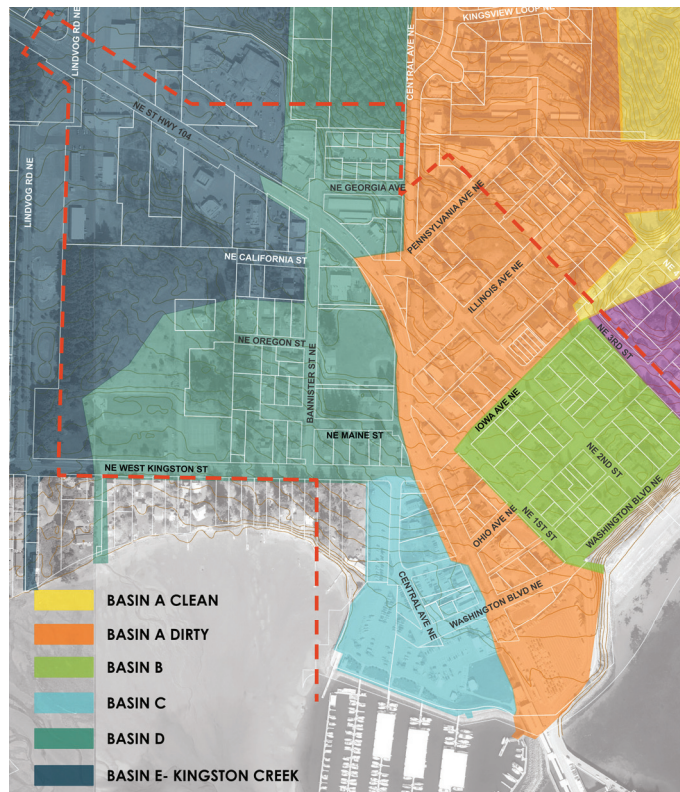 KINGSVIEW LOOP NE
LINDVOG RD NE
CENTRAL AVE NE
NE ST HWY 104
NE GEORGIA AVE
PENNSYLVANIA AVE NE
LINDVOG RD NE
NE CALIFORNIA ST
ILLINOIS AVE NE
NE 3RD ST
NE OREGON ST
BANNISTER ST NE
IOWA AVE NE
NE MAINE ST
NE 2ND ST
NE WEST KINGSTON ST
WASHINGTON BLVD NE
OHIO AVE NE
NE 1ST ST
CENTRAL AVE NE
WASHINGTON BLVD NE
BASIN A CLEAN
BASIN A DIRTY
BASIN B
BASIN C
BASIN D
BASIN E- KINGSTON CREEK